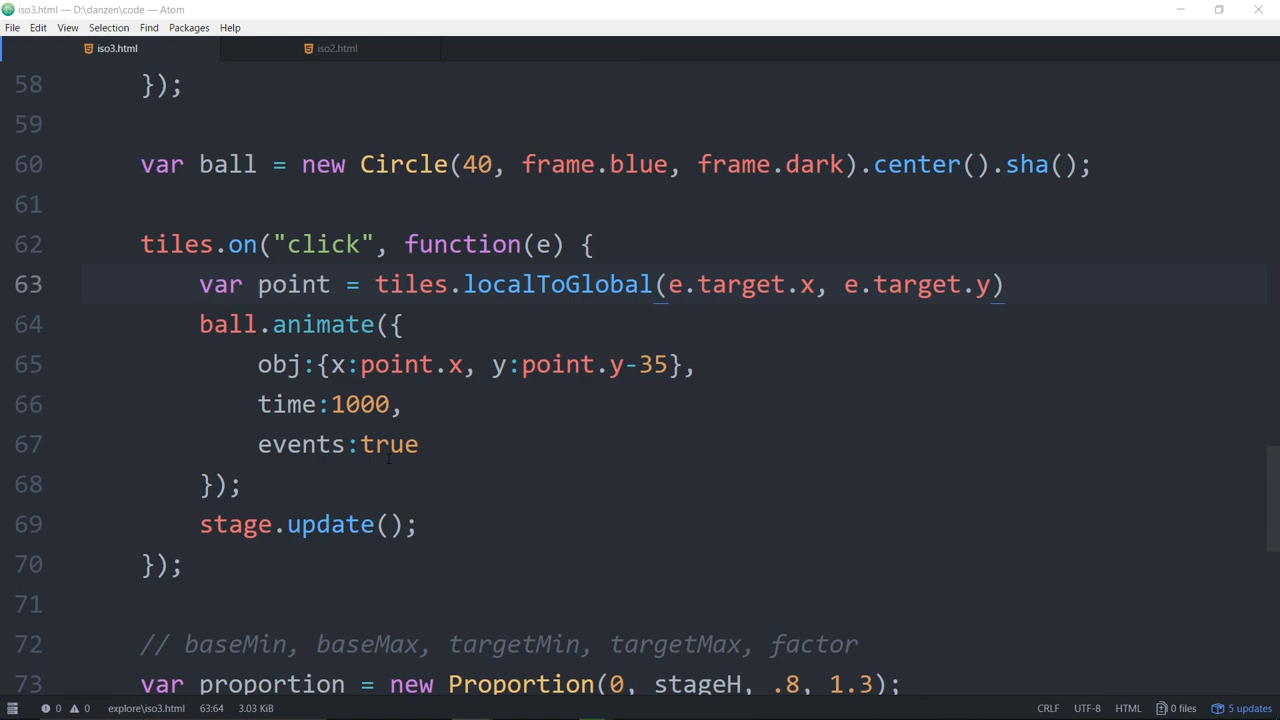 iso3.html — D:\danzen\code — Atom
File Edit View Selection Find Packages Help
iso3.html iso2.html
58 });
59
60 var ball = new Circle(40, frame.blue, frame.dark).center().sha();
61
62 tiles.on("click", function(e) {
63 var point = tiles.localToGlobal(e.target.x, e.target.y)
64 ball.animate({
65 obj:{x:point.x, y:point.y-35},
66 time:1000,
67 events:true
68 });
69 stage.update();
70 });
71
72 // baseMin, baseMax, targetMin, targetMax, factor
73 var proportion = new Proportion(0, stageH, .8, 1.3);
0 0 explore\iso3.html 63:64 3.03 KiB CRLF UTF-8 HTML 0 files 5 updates